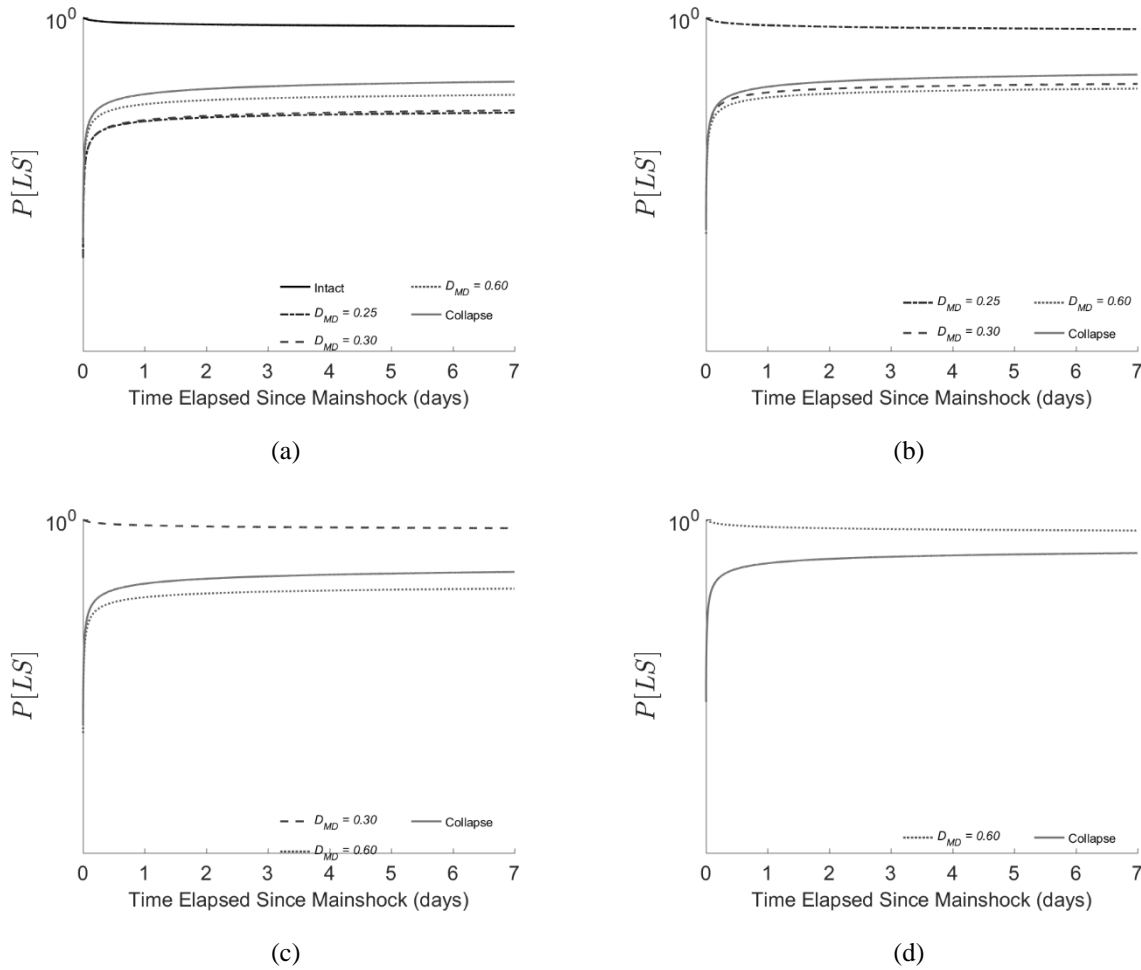 10^0
P[LS]
Intact
D_MD = 0.60
D_MD = 0.25
Collapse
D_MD = 0.30
0 1 2 3 4 5 6 7
Time Elapsed Since Mainshock (days)
(a)
10^0
P[LS]
D_MD = 0.25
D_MD = 0.60
D_MD = 0.30
Collapse
0 1 2 3 4 5 6 7
Time Elapsed Since Mainshock (days)
(b)
10^0
P[LS]
D_MD = 0.30
Collapse
D_MD = 0.60
0 1 2 3 4 5 6 7
Time Elapsed Since Mainshock (days)
(c)
10^0
P[LS]
D_MD = 0.60
Collapse
0 1 2 3 4 5 6 7
Time Elapsed Since Mainshock (days)
(d)